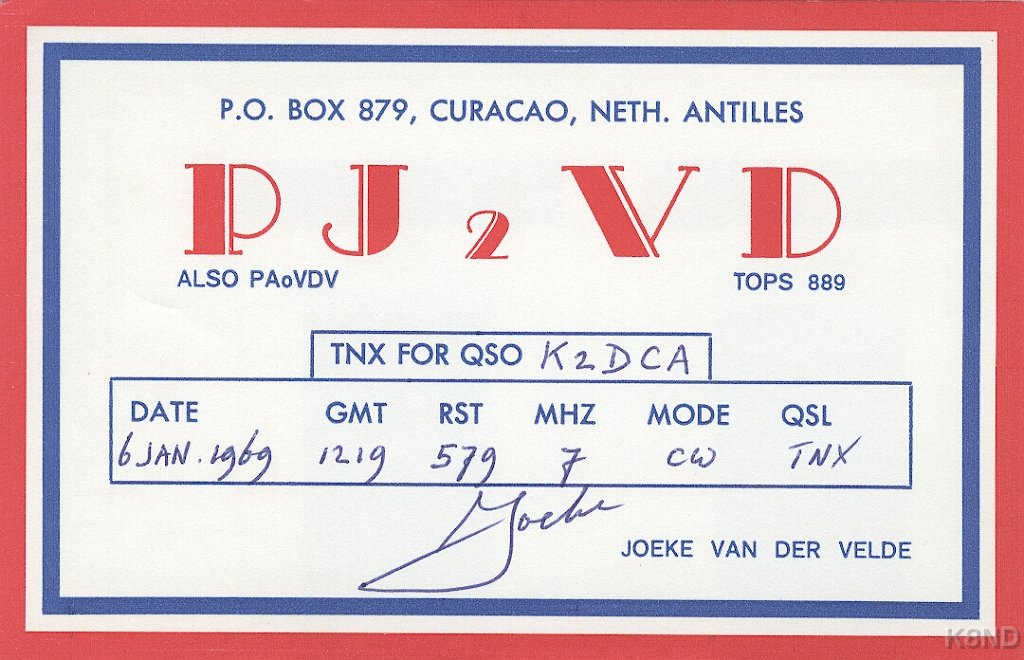 P.O. BOX 879, CURACAO, NETH. ANTILLES
PJ2VD
ALSO PAoVDV TOPS 889
TNX FOR QSO K2DCA
DATE GMT RST MHZ MODE QSL
6 JAN. 1969 1219 579 7 CW TNX
Joeke
JOEKE VAN DER VELDE
K8ND